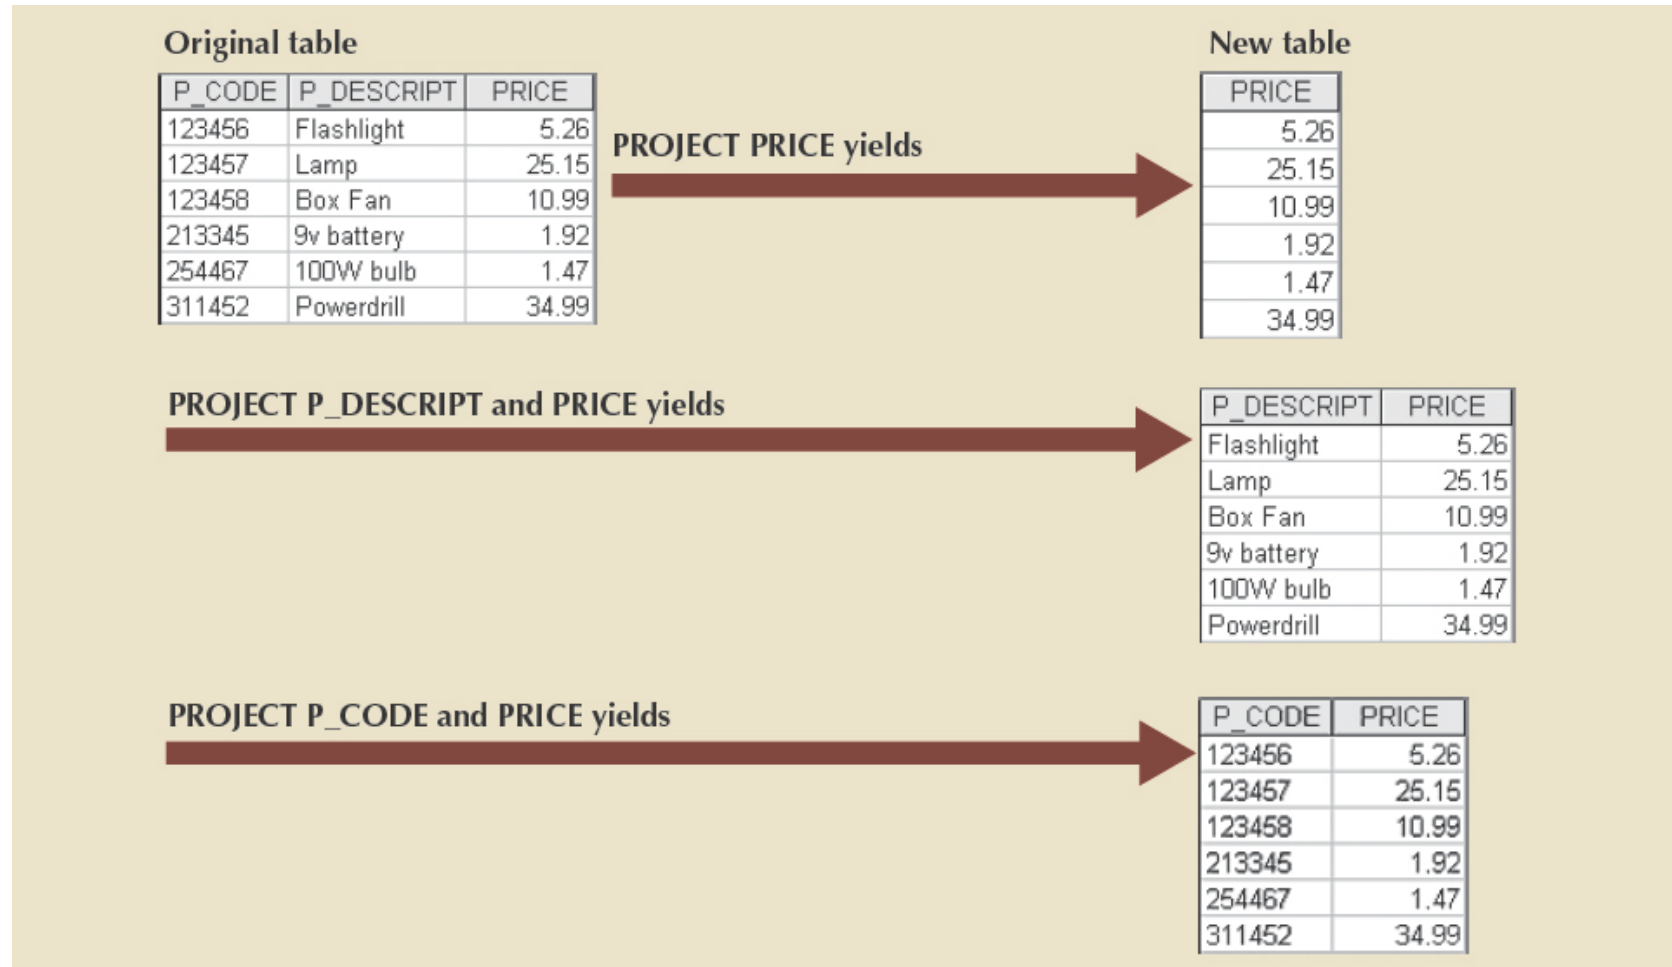 Original table
P_CODE P_DESCRIPT PRICE
123456 Flashlight 5.26
123457 Lamp 25.15
123458 Box Fan 10.99
213345 9v battery 1.92
254467 100W bulb 1.47
311452 Powerdrill 34.99
PROJECT PRICE yields
New table
PRICE
5.26
25.15
10.99
1.92
1.47
34.99
PROJECT P_DESCRIPT and PRICE yields
P_DESCRIPT PRICE
Flashlight 5.26
Lamp 25.15
Box Fan 10.99
9v battery 1.92
100W bulb 1.47
Powerdrill 34.99
PROJECT P_CODE and PRICE yields
P_CODE PRICE
123456 5.26
123457 25.15
123458 10.99
213345 1.92
254467 1.47
311452 34.99